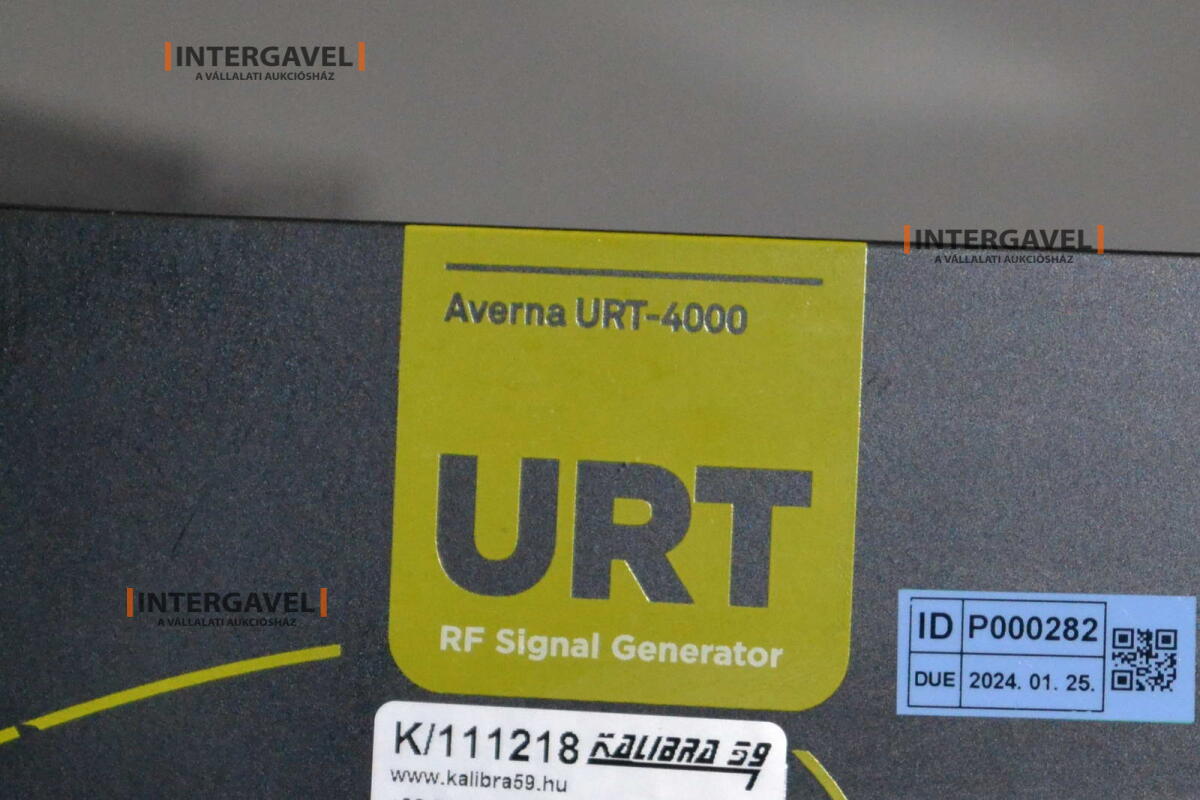 INTERGAVEL
A VÁLLALATI AUKCIÓSHÁZ
INTERGAVEL
A VÁLLALATI AUKCIÓSHÁZ
Averna URT-4000
URT
RF Signal Generator
INTERGAVEL
A VÁLLALATI AUKCIÓSHÁZ
ID P000282
DUE 2024. 01. 25.
K/111218 KALIBRA 59
www.kalibra59.hu